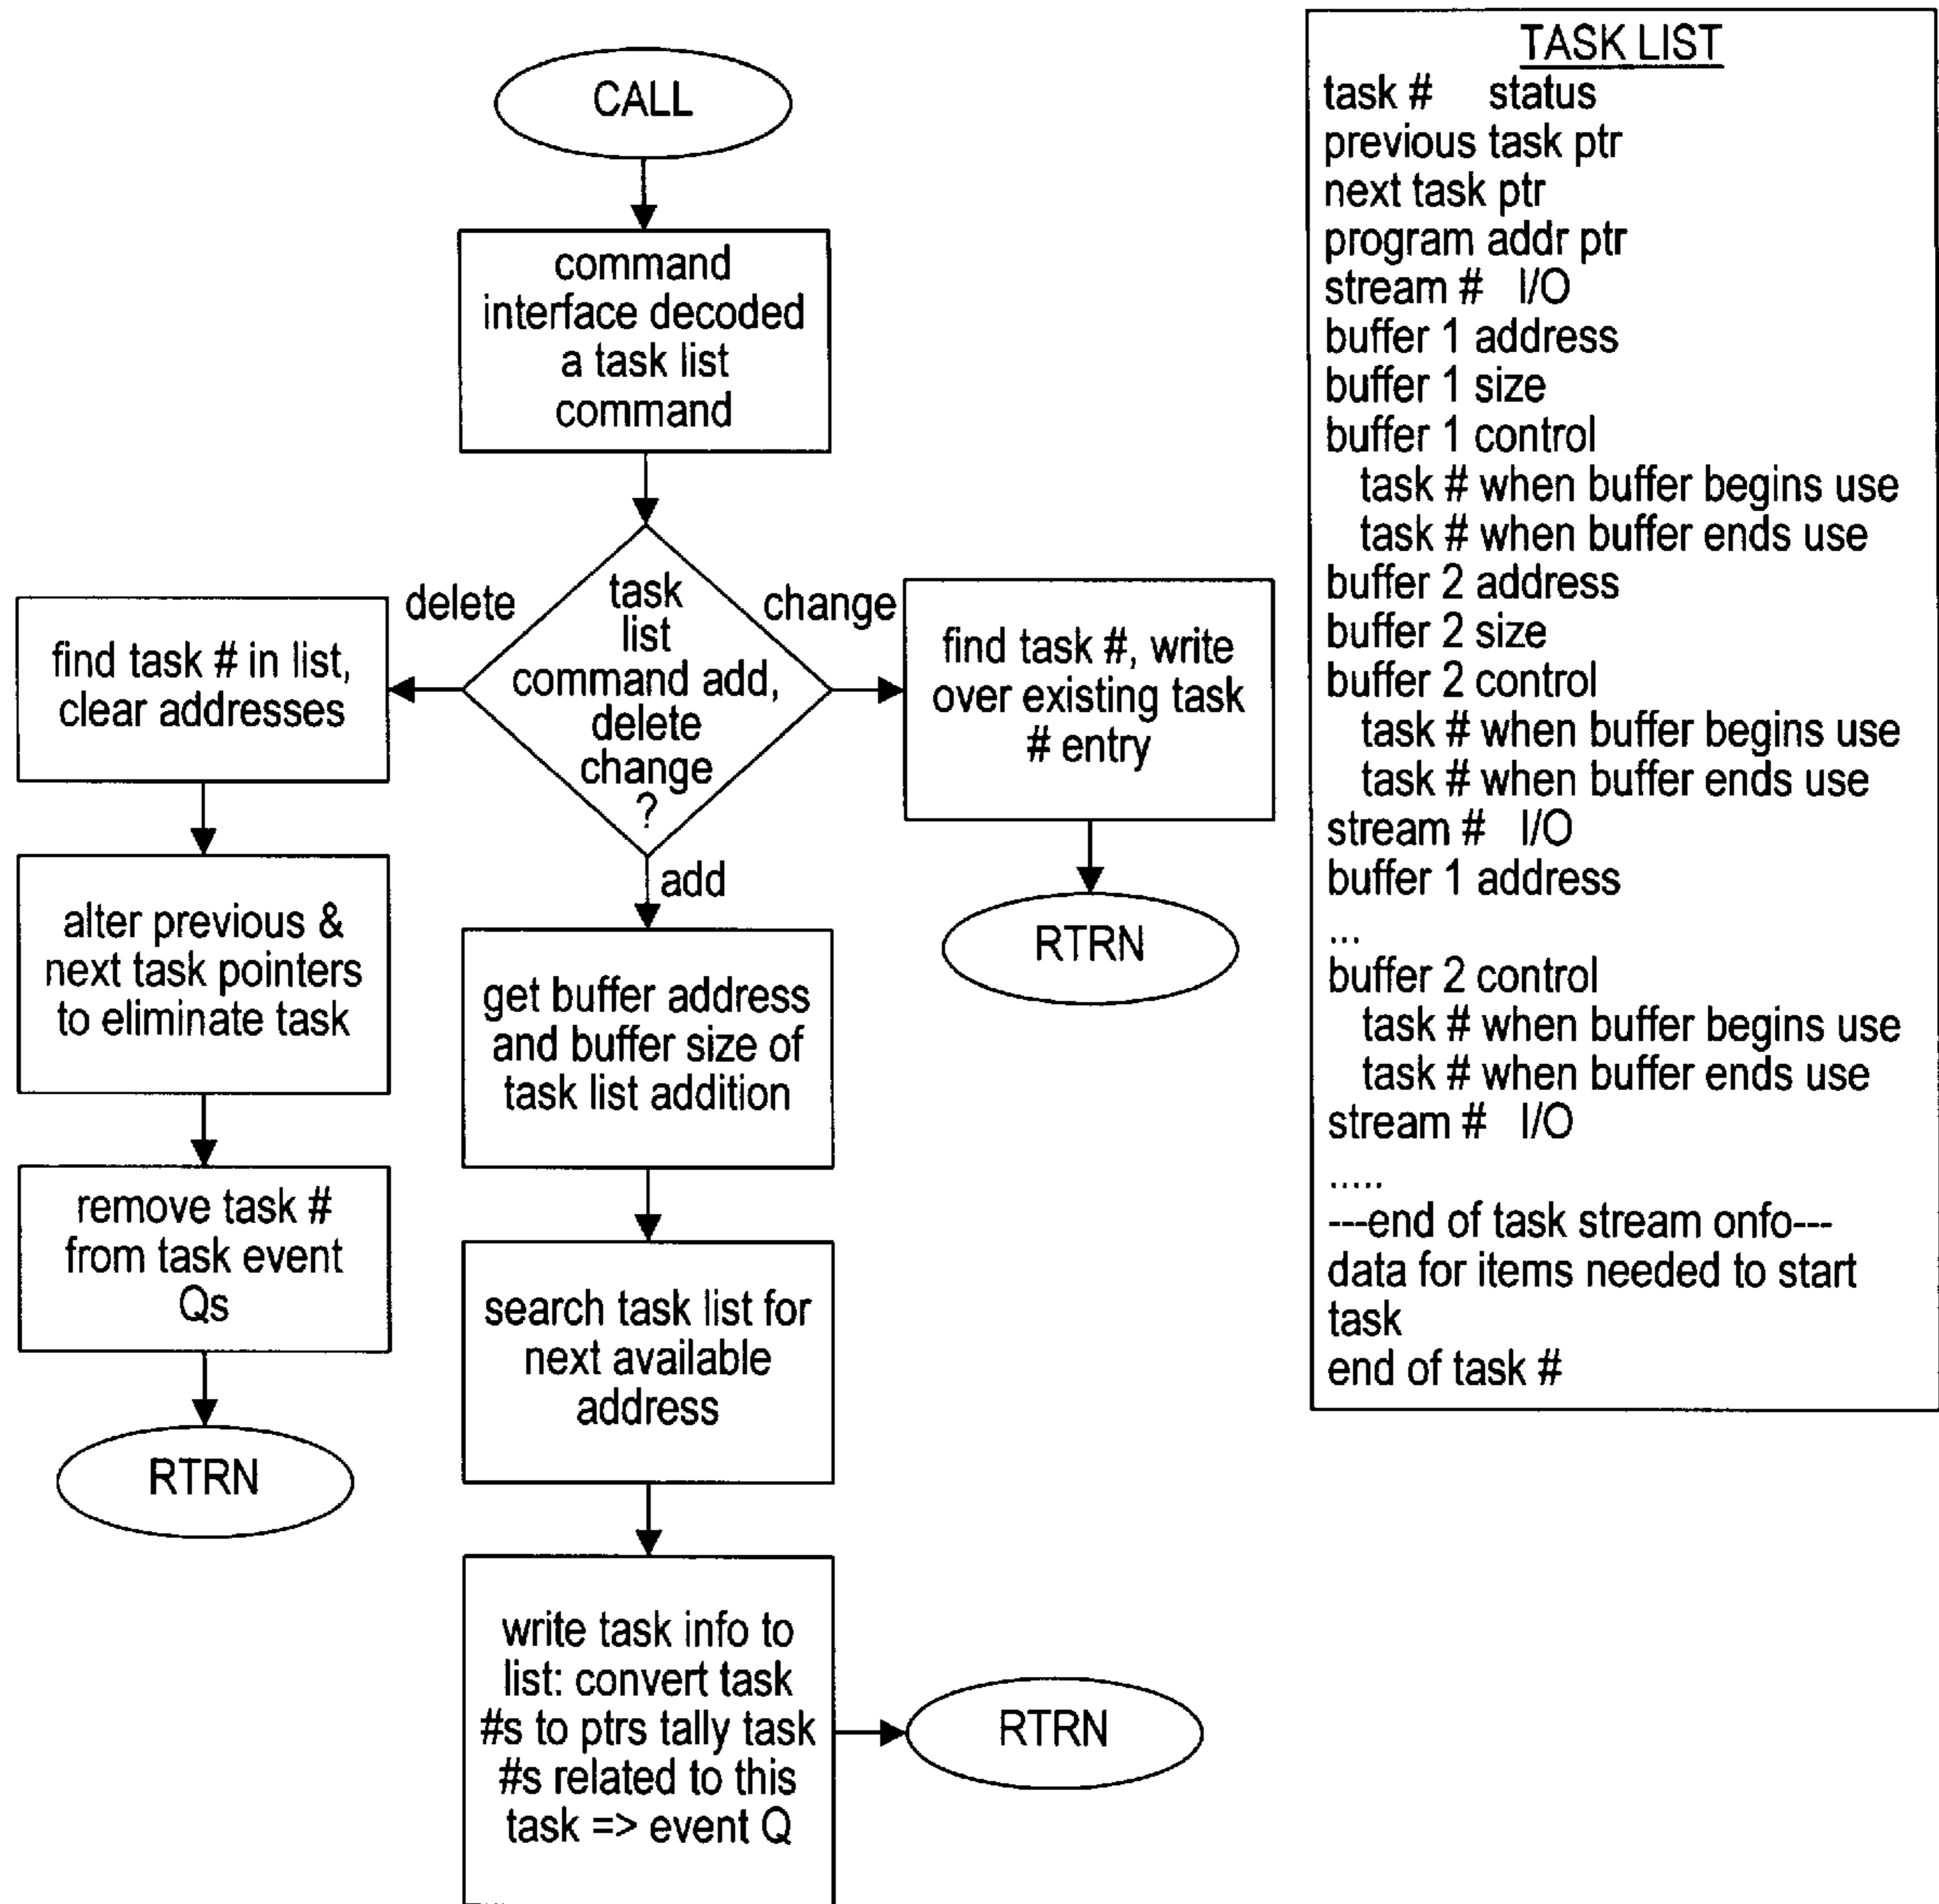 CALL
command
interface decoded
a task list
command
task
list
command add,
delete
change
?
delete
change
add
find task # in list,
clear addresses
alter previous &
next task pointers
to eliminate task
remove task #
from task event
Qs
RTRN
get buffer address
and buffer size of
task list addition
search task list for
next available
address
write task info to
list: convert task
#s to ptrs tally task
#s related to this
task => event Q
RTRN
find task #, write
over existing task
# entry
RTRN
TASK LIST
task # status
previous task ptr
next task ptr
program addr ptr
stream # I/O
buffer 1 address
buffer 1 size
buffer 1 control
task # when buffer begins use
task # when buffer ends use
buffer 2 address
buffer 2 size
buffer 2 control
task # when buffer begins use
task # when buffer ends use
stream # I/O
buffer 1 address
...
buffer 2 control
task # when buffer begins use
task # when buffer ends use
stream # I/O
.....
---end of task stream onfo---
data for items needed to start
task
end of task #